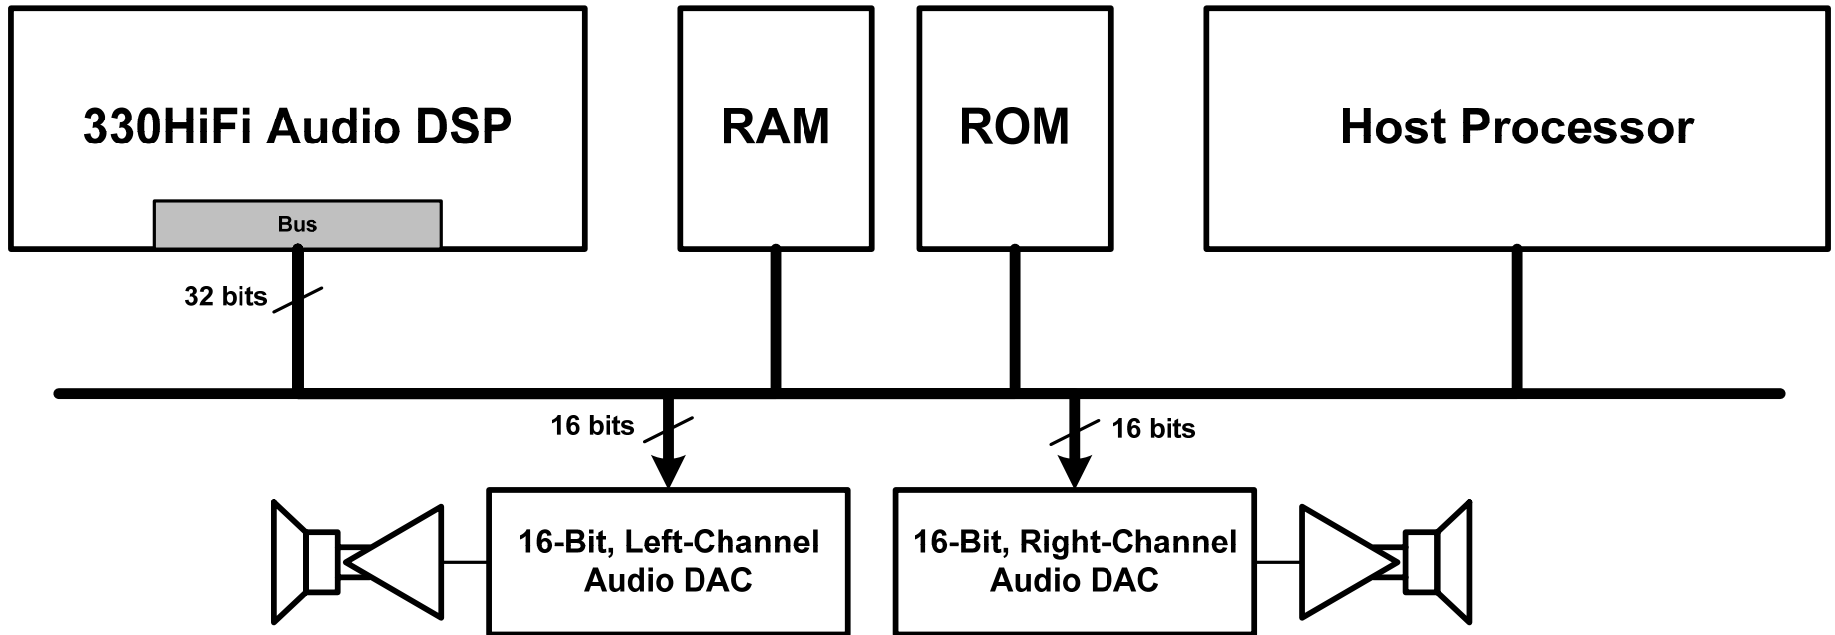 330HiFi Audio DSP
RAM
ROM
Host Processor
Bus
32 bits
16 bits
16 bits
16-Bit, Left-Channel
Audio DAC
16-Bit, Right-Channel
Audio DAC